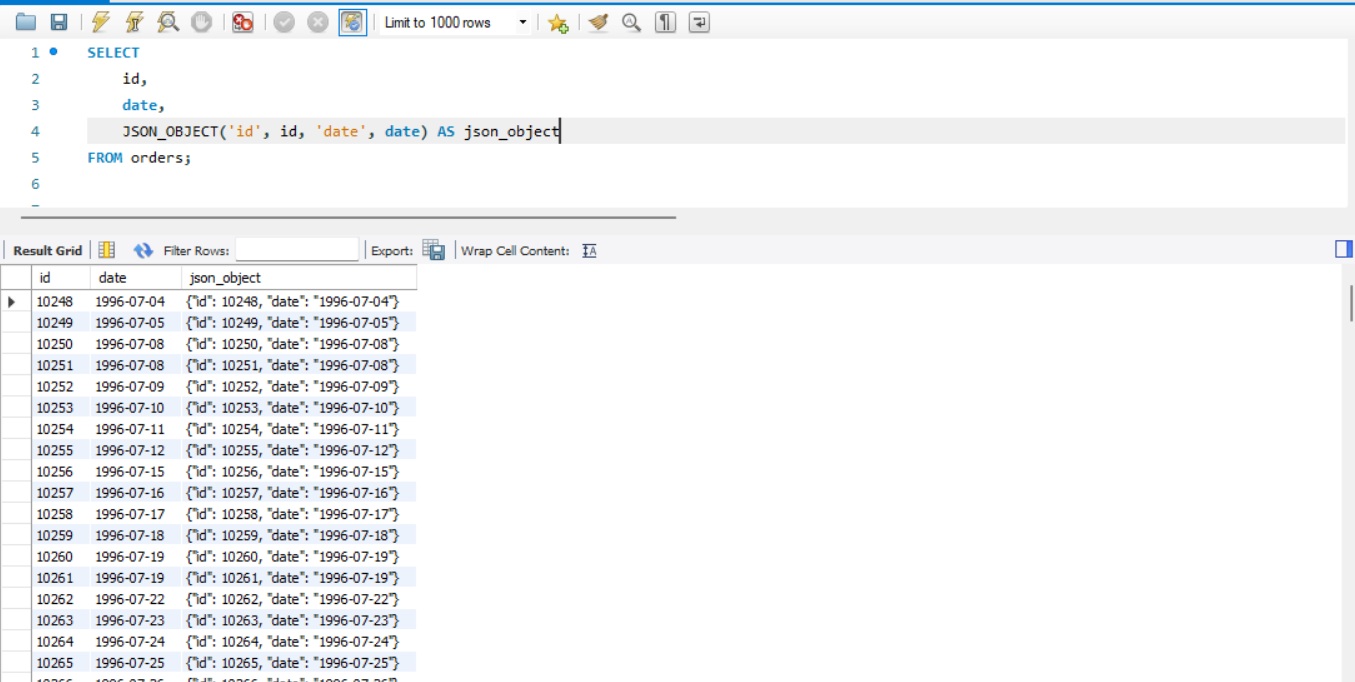 Limit to 1000 rows
1 SELECT
2 id,
3 date,
4 JSON_OBJECT('id', id, 'date', date) AS json_object
5 FROM orders;
6
Result Grid Filter Rows: Export: Wrap Cell Content:
id date json_object
10248 1996-07-04 {"id": 10248, "date": "1996-07-04"}
10249 1996-07-05 {"id": 10249, "date": "1996-07-05"}
10250 1996-07-08 {"id": 10250, "date": "1996-07-08"}
10251 1996-07-08 {"id": 10251, "date": "1996-07-08"}
10252 1996-07-09 {"id": 10252, "date": "1996-07-09"}
10253 1996-07-10 {"id": 10253, "date": "1996-07-10"}
10254 1996-07-11 {"id": 10254, "date": "1996-07-11"}
10255 1996-07-12 {"id": 10255, "date": "1996-07-12"}
10256 1996-07-15 {"id": 10256, "date": "1996-07-15"}
10257 1996-07-16 {"id": 10257, "date": "1996-07-16"}
10258 1996-07-17 {"id": 10258, "date": "1996-07-17"}
10259 1996-07-18 {"id": 10259, "date": "1996-07-18"}
10260 1996-07-19 {"id": 10260, "date": "1996-07-19"}
10261 1996-07-19 {"id": 10261, "date": "1996-07-19"}
10262 1996-07-22 {"id": 10262, "date": "1996-07-22"}
10263 1996-07-23 {"id": 10263, "date": "1996-07-23"}
10264 1996-07-24 {"id": 10264, "date": "1996-07-24"}
10265 1996-07-25 {"id": 10265, "date": "1996-07-25"}